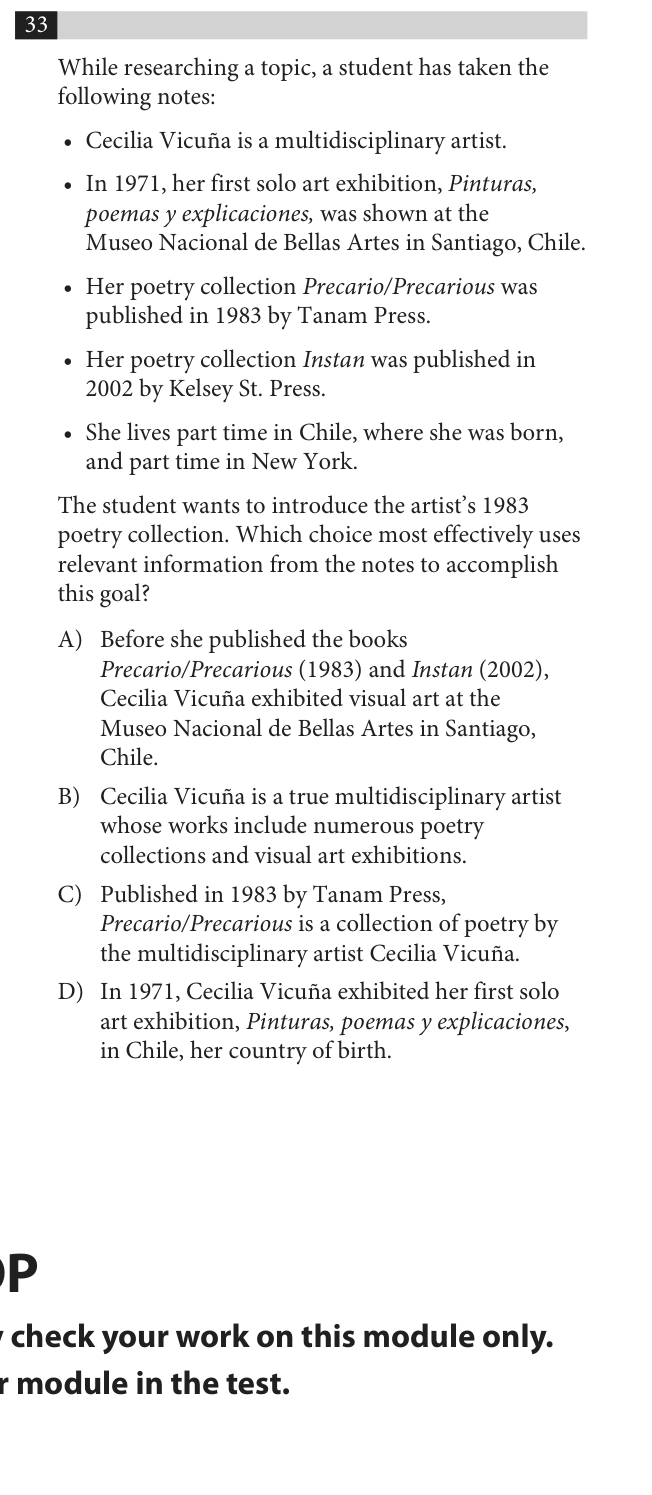 33
While researching a topic, a student has taken the
following notes:
• Cecilia Vicuña is a multidisciplinary artist.
• In 1971, her first solo art exhibition, Pinturas,
poemas y explicaciones, was shown at the
Museo Nacional de Bellas Artes in Santiago, Chile.
• Her poetry collection Precario/Precarious was
published in 1983 by Tanam Press.
• Her poetry collection Instan was published in
2002 by Kelsey St. Press.
• She lives part time in Chile, where she was born,
and part time in New York.
The student wants to introduce the artist’s 1983
poetry collection. Which choice most effectively uses
relevant information from the notes to accomplish
this goal?
A) Before she published the books
Precario/Precarious (1983) and Instan (2002),
Cecilia Vicuña exhibited visual art at the
Museo Nacional de Bellas Artes in Santiago,
Chile.
B) Cecilia Vicuña is a true multidisciplinary artist
whose works include numerous poetry
collections and visual art exhibitions.
C) Published in 1983 by Tanam Press,
Precario/Precarious is a collection of poetry by
the multidisciplinary artist Cecilia Vicuña.
D) In 1971, Cecilia Vicuña exhibited her first solo
art exhibition, Pinturas, poemas y explicaciones,
in Chile, her country of birth.
OP
y check your work on this module only.
r module in the test.